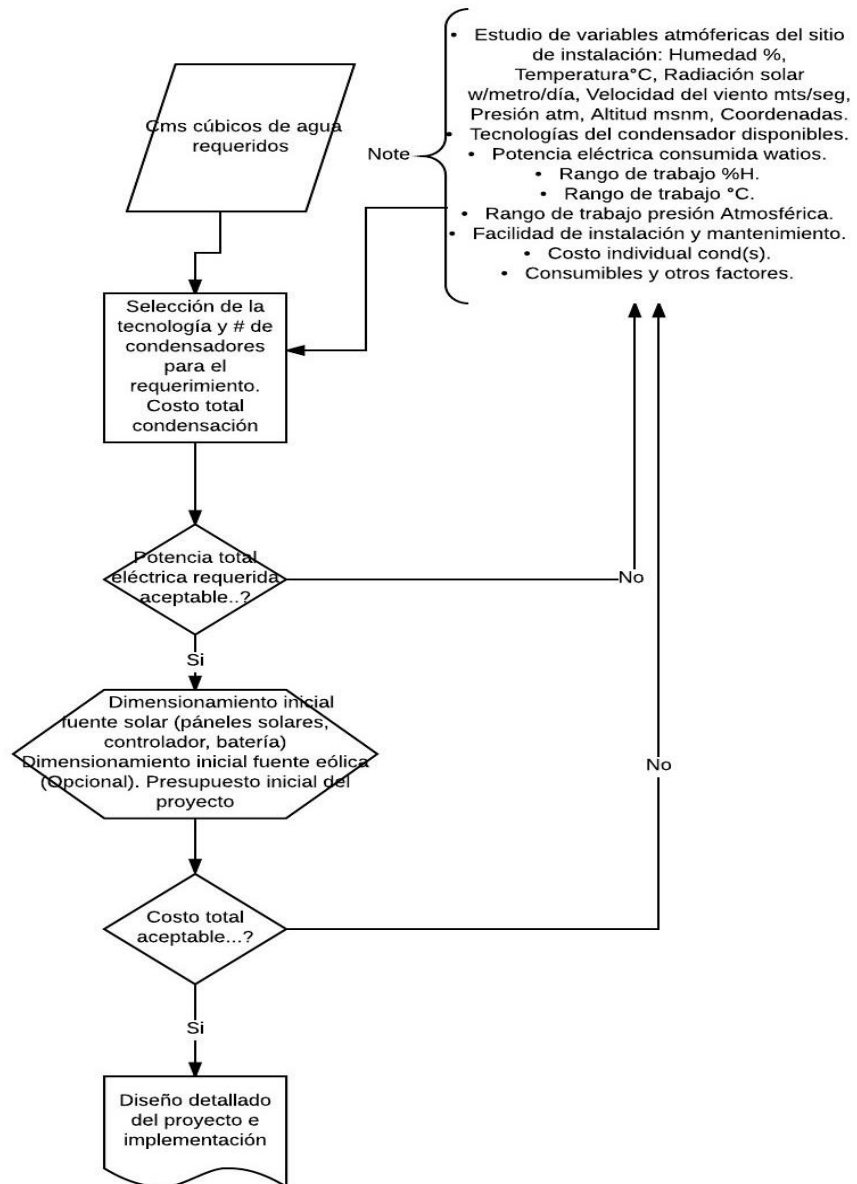 Cms cúbicos de agua
requeridos
Note
• Estudio de variables atmófericas del sitio
de instalación: Humedad %,
Temperatura°C, Radiación solar
w/metro/día, Velocidad del viento mts/seg,
Presión atm, Altitud msnm, Coordenadas.
• Tecnologías del condensador disponibles.
• Potencia eléctrica consumida watios.
• Rango de trabajo %H.
• Rango de trabajo °C.
• Rango de trabajo presión Atmosférica.
• Facilidad de instalación y mantenimiento.
• Costo individual cond(s).
• Consumibles y otros factores.
Selección de la
tecnología y # de
condensadores
para el
requerimiento.
Costo total
condensación
Potencia total
eléctrica requerida
aceptable..?
No
Si
Dimensionamiento inicial
fuente solar (páneles solares,
controlador, batería)
Dimensionamiento inicial fuente eólica
(Opcional). Presupuesto inicial del
proyecto
No
Costo total
aceptable...?
Si
Diseño detallado
del proyecto e
implementación